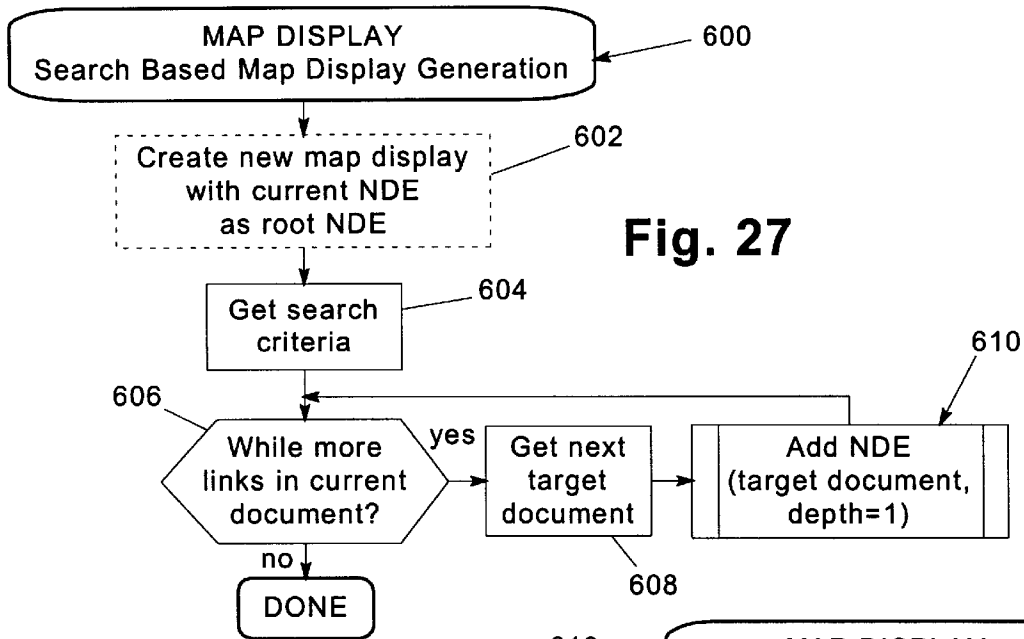 MAP DISPLAY
Search Based Map Display Generation
600
Create new map display
with current NDE
as root NDE
602
Fig. 27
Get search
criteria
604
606
While more
links in current
document?
yes
no
Get next
target
document
608
610
Add NDE
(target document,
depth=1)
DONE